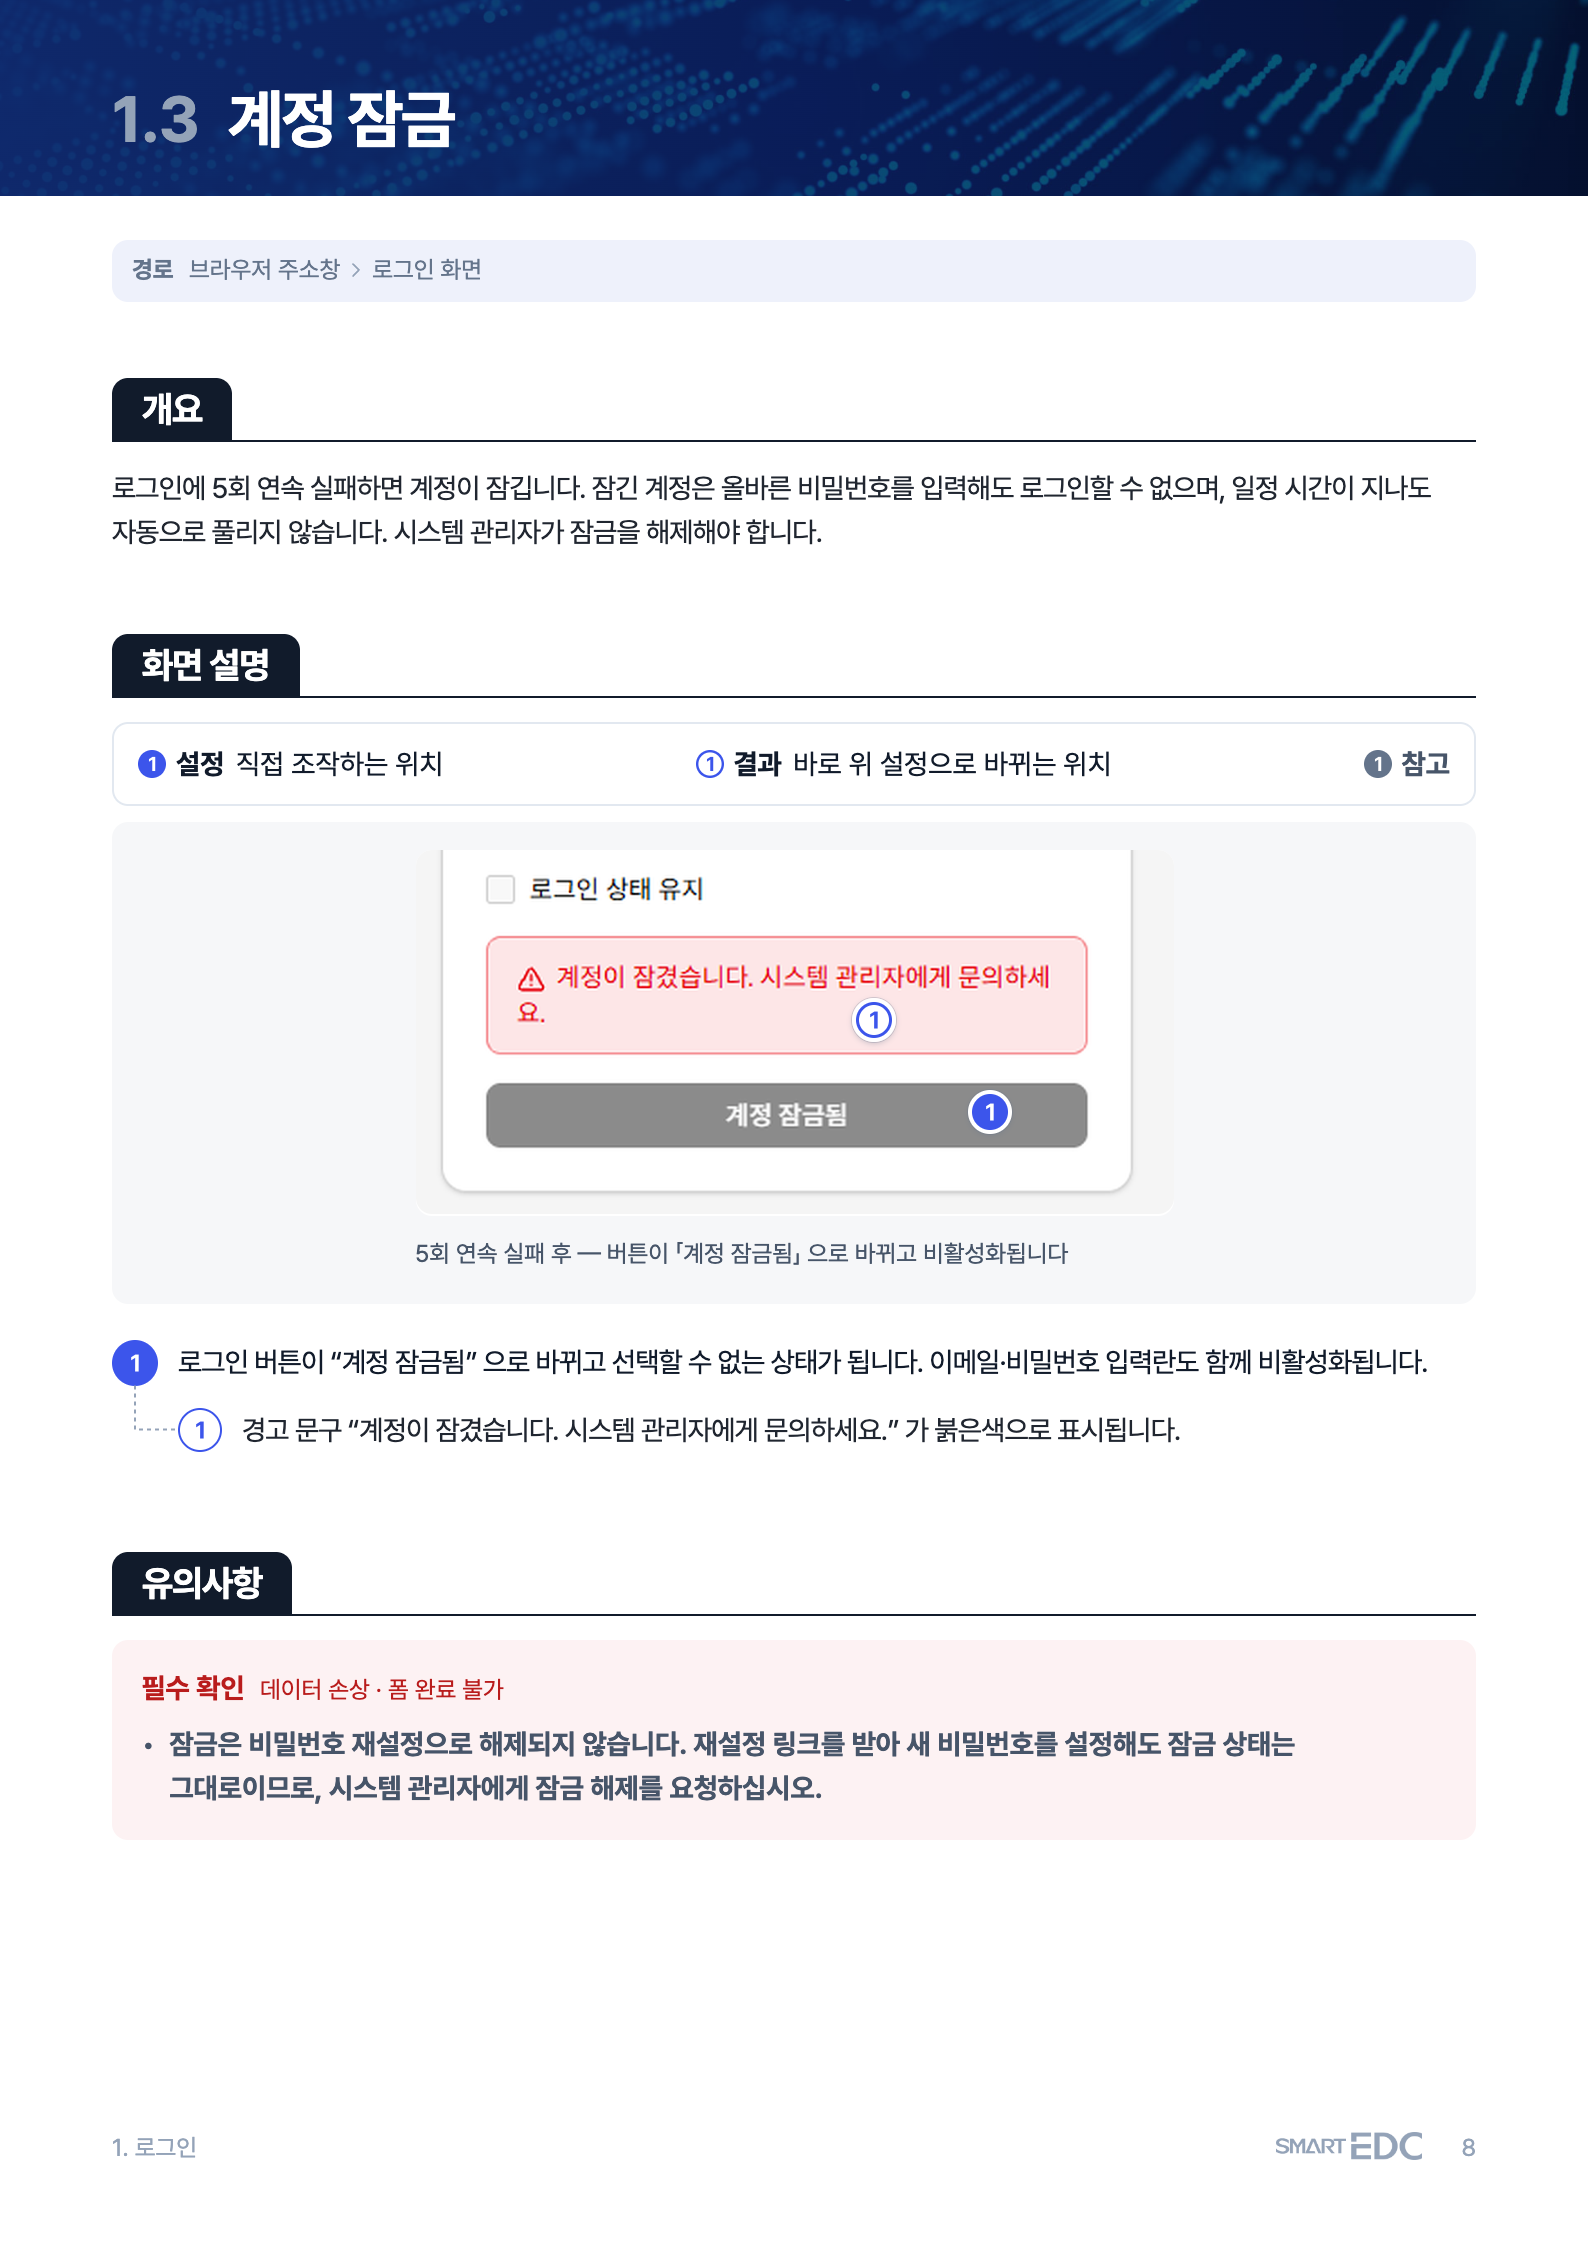 1.3 계정 잠금
경로 브라우저 주소창 > 로그인 화면
개요
로그인에 5회 연속 실패하면 계정이 잠깁니다. 잠긴 계정은 올바른 비밀번호를 입력해도 로그인할 수 없으며, 일정 시간이 지나도
자동으로 풀리지 않습니다. 시스템 관리자가 잠금을 해제해야 합니다.
화면 설명
1 설정 직접 조작하는 위치 1 결과 바로 위 설정으로 바뀌는 위치 1 참고
로그인 상태 유지
계정이 잠겼습니다. 시스템 관리자에게 문의하세
요.
1
계정 잠금됨 1
5회 연속 실패 후 — 버튼이 「계정 잠금됨」 으로 바뀌고 비활성화됩니다
1 로그인 버튼이 “계정 잠금됨” 으로 바뀌고 선택할 수 없는 상태가 됩니다. 이메일·비밀번호 입력란도 함께 비활성화됩니다.
1 경고 문구 “계정이 잠겼습니다. 시스템 관리자에게 문의하세요.” 가 붉은색으로 표시됩니다.
유의사항
필수 확인 데이터 손상 · 폼 완료 불가
• 잠금은 비밀번호 재설정으로 해제되지 않습니다. 재설정 링크를 받아 새 비밀번호를 설정해도 잠금 상태는
그대로이므로, 시스템 관리자에게 잠금 해제를 요청하십시오.
1. 로그인 SMART EDC 8